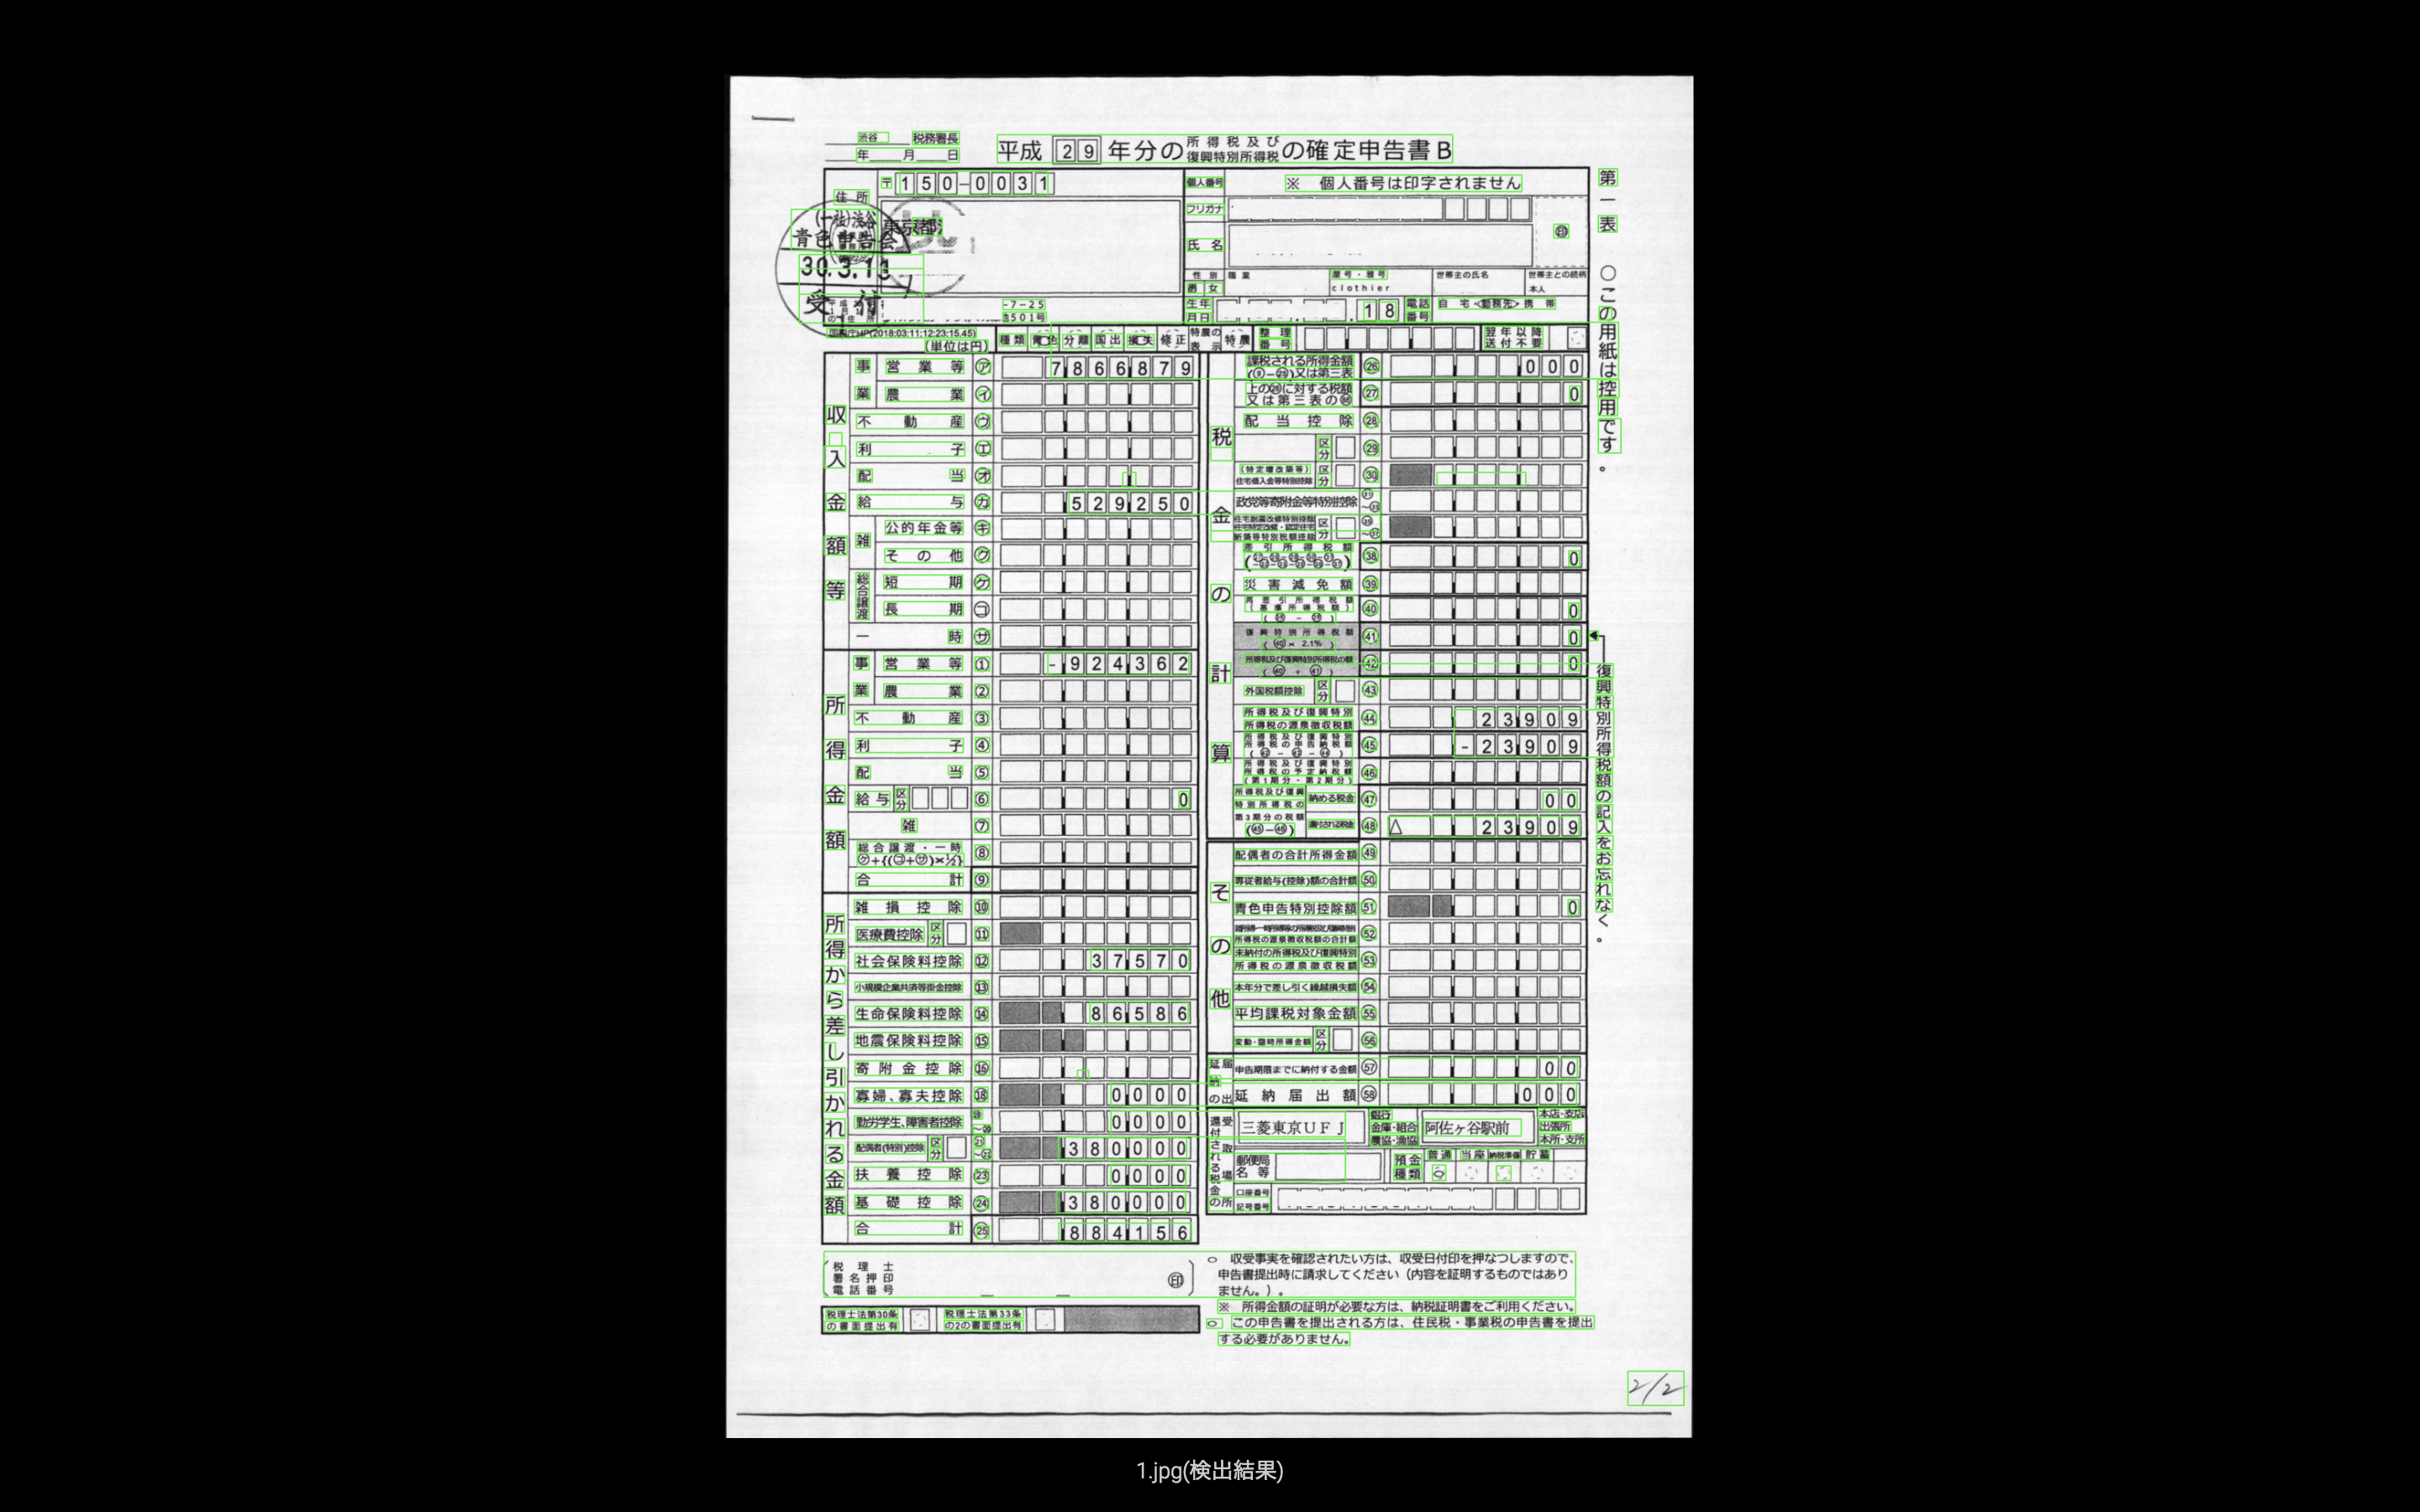 渋谷 税務署長
年 月 日
平成 29 年分の 所得税及び 復興特別所得税 の確定申告書B
〒150-0031
住所
個人番号 ※ 個人番号は印字されません
フリガナ
氏名
㊞
(一社)渋谷
青色申告会
30.3.13
受付
東京都
性別 職業 屋号・雅号 世帯主の氏名 世帯主との続柄
男 女 clothier 本人
-7-25
501号
生年月日 18 電話番号 自宅・勤務先・携帯
国税庁HP(2018:03:11:12:23:15.45)
(単位は円)
種類 青色 分離 国出 損失 修正 特農の表示 特農 整理番号 翌年以降送付不要
第一表
○この用紙は控用です。
収入金額等
事業 営業等 ㋐ 7866879
農業 ㋑
不動産 ㋒
利子 ㋓
配当 ㋔
給与 ㋕ 529250
雑 公的年金等 ㋖
その他 ㋗
総合譲渡 短期 ㋘
長期 ㋙
一時 ㋚
所得金額
事業 営業等 ① -924362
農業 ②
不動産 ③
利子 ④
配当 ⑤
給与 区分 ⑥ 0
雑 ⑦
総合譲渡・一時 ㋘+{(㋙+㋚)×½} ⑧
合計 ⑨
所得から差し引かれる金額
雑損控除 ⑩
医療費控除 区分 ⑪
社会保険料控除 ⑫ 37570
小規模企業共済等掛金控除 ⑬
生命保険料控除 ⑭ 86586
地震保険料控除 ⑮
寄附金控除 ⑯
寡婦、寡夫控除 ⑱ 0000
勤労学生、障害者控除 ⑲~⑳ 0000
配偶者(特別)控除 区分 ㉑~㉒ 380000
扶養控除 ㉓ 0000
基礎控除 ㉔ 380000
合計 ㉕ 884156
税金の計算
課税される所得金額 (⑨-㉕)又は第三表 ㉖ 000
上の㉖に対する税額 又は第三表の㊆ ㉗ 0
配当控除 ㉘
区分 ㉙
(特定増改築等) 住宅借入金等特別控除 区分 ㉚
政党等寄附金等特別控除 ㉛~㉝
住宅耐震改修特別控除 住宅特定改修・認定住宅 新築等特別税額控除 区分 ㉟~㊲
差引所得税額 ㊳ 0
災害減免額 ㊴
再差引所得税額 (基準所得税額) (㊳-㊴) ㊵ 0
復興特別所得税額 (㊵×2.1%) ㊶ 0
所得税及び復興特別所得税の額 (㊵+㊶) ㊷ 0
外国税額控除 区分 ㊸
所得税及び復興特別所得税の源泉徴収税額 ㊹ 23909
所得税及び復興特別所得税の申告納税額 (㊷-㊸-㊹) ㊺ -23909
所得税及び復興特別所得税の予定納税額 (第1期分・第2期分) ㊻
所得税及び復興特別所得税の第3期分の税額 (㊺-㊻) 納める税金 ㊼ 00
還付される税金 ㊽ △ 23909
その他
配偶者の合計所得金額 ㊾
専従者給与(控除)額の合計額 ㊿
青色申告特別控除額 51 0
雑所得・一時所得等の所得税及び復興特別所得税の源泉徴収税額の合計額 52
未納付の所得税及び復興特別所得税の源泉徴収税額 53
本年分で差し引く繰越損失額 54
平均課税対象金額 55
変動・臨時所得金額 区分 56
延納の届出
申告期限までに納付する金額 57 00
延納届出額 58 000
還付される税金の受取場所
三菱東京UFJ 銀行 金庫・組合 農協・漁協 阿佐ヶ谷駅前 本店・支店 出張所 本所・支所
郵便局名等 預金種類 普通 当座 納税準備 貯蓄
口座番号 記号番号
復興特別所得税額の記入をお忘れなく。
税理士署名押印電話番号 ㊞
税理士法第30条の書面提出有
税理士法第33条の2の書面提出有
○ 収受事実を確認されたい方は、収受日付印を押なつしますので、
申告書提出時に請求してください(内容を証明するものではあり
ません。)。
※ 所得金額の証明が必要な方は、納税証明書をご利用ください。
○ この申告書を提出される方は、住民税・事業税の申告書を提出
する必要がありません。
2/2
1.jpg(検出結果)